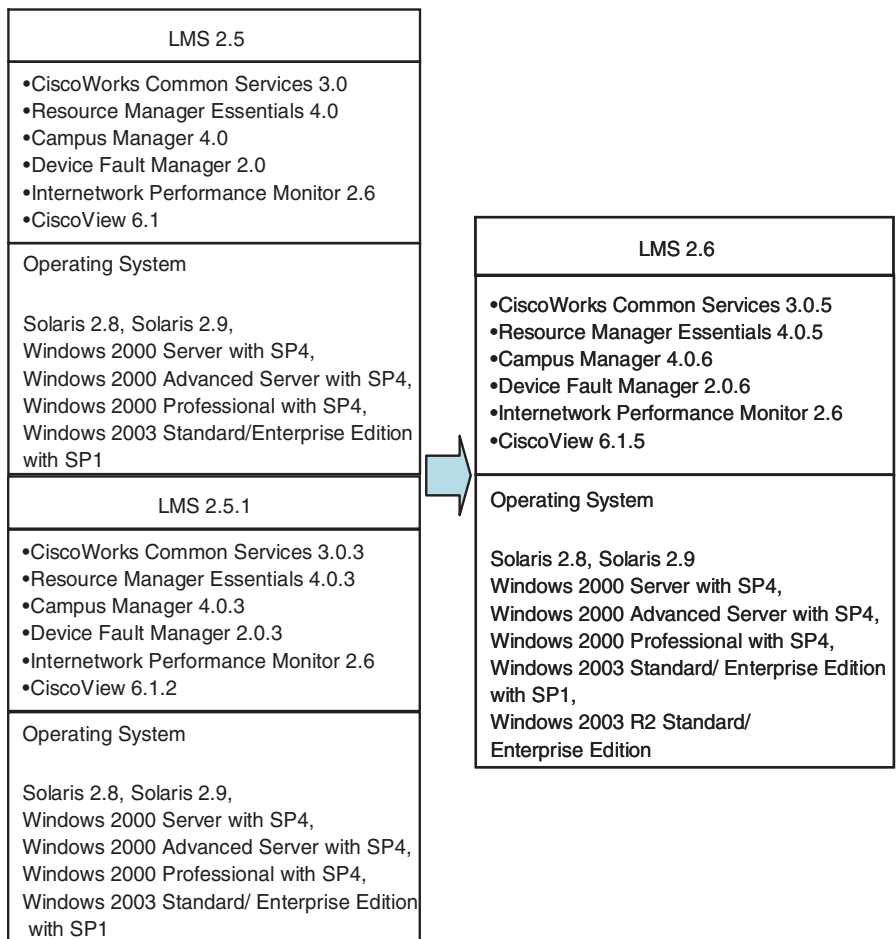 LMS 2.5
•CiscoWorks Common Services 3.0
•Resource Manager Essentials 4.0
•Campus Manager 4.0
•Device Fault Manager 2.0
•Internetwork Performance Monitor 2.6
•CiscoView 6.1
Operating System
Solaris 2.8, Solaris 2.9,
Windows 2000 Server with SP4,
Windows 2000 Advanced Server with SP4,
Windows 2000 Professional with SP4,
Windows 2003 Standard/Enterprise Edition
with SP1
LMS 2.5.1
•CiscoWorks Common Services 3.0.3
•Resource Manager Essentials 4.0.3
•Campus Manager 4.0.3
•Device Fault Manager 2.0.3
•Internetwork Performance Monitor 2.6
•CiscoView 6.1.2
Operating System
Solaris 2.8, Solaris 2.9,
Windows 2000 Server with SP4,
Windows 2000 Advanced Server with SP4,
Windows 2000 Professional with SP4,
Windows 2003 Standard/ Enterprise Edition
with SP1
LMS 2.6
•CiscoWorks Common Services 3.0.5
•Resource Manager Essentials 4.0.5
•Campus Manager 4.0.6
•Device Fault Manager 2.0.6
•Internetwork Performance Monitor 2.6
•CiscoView 6.1.5
Operating System
Solaris 2.8, Solaris 2.9
Windows 2000 Server with SP4,
Windows 2000 Advanced Server with SP4,
Windows 2000 Professional with SP4,
Windows 2003 Standard/ Enterprise Edition
with SP1,
Windows 2003 R2 Standard/
Enterprise Edition